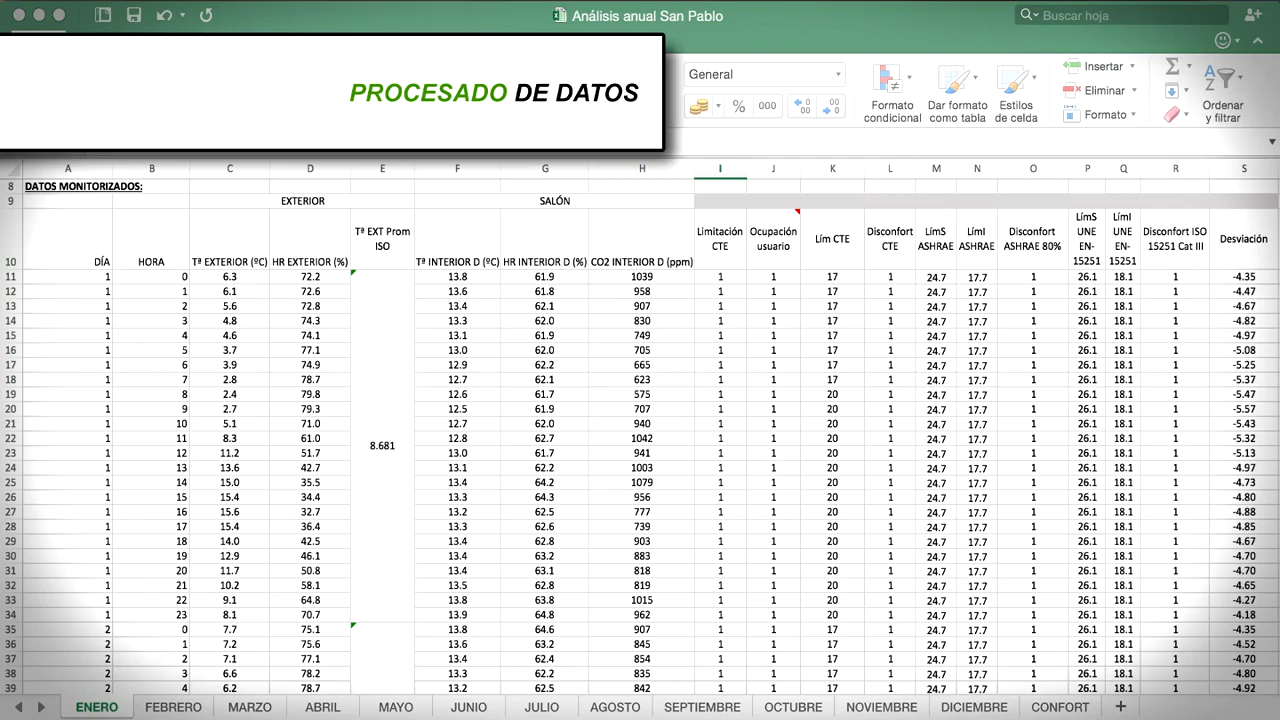 Análisis anual San Pablo
Buscar hoja
PROCESADO DE DATOS
General
% 000
Formato condicional
Dar formato como tabla
Estilos de celda
Insertar
Eliminar
Formato
Ordenar y filtrar
A B C D E F G H I J K L M N O P Q R S
8 DATOS MONITORIZADOS:
9 EXTERIOR SALÓN
10 DÍA HORA Tª EXTERIOR (ºC) HR EXTERIOR (%) Tª EXT Prom ISO Tª INTERIOR D (ºC) HR INTERIOR D (%) CO2 INTERIOR D (ppm) Limitación CTE Ocupación usuario Lím CTE Disconfort CTE LímS ASHRAE LímI ASHRAE Disconfort ASHRAE 80% LímS UNE EN-15251 LímI UNE EN-15251 Disconfort ISO 15251 Cat III Desviación
11 1 0 6.3 72.2 13.8 61.9 1039 1 1 17 1 24.7 17.7 1 26.1 18.1 1 -4.35
12 1 1 6.1 72.6 13.6 61.8 958 1 1 17 1 24.7 17.7 1 26.1 18.1 1 -4.47
13 1 2 5.6 72.8 13.4 62.1 907 1 1 17 1 24.7 17.7 1 26.1 18.1 1 -4.67
14 1 3 4.8 74.3 13.3 62.0 830 1 1 17 1 24.7 17.7 1 26.1 18.1 1 -4.82
15 1 4 4.6 74.1 13.1 61.9 749 1 1 17 1 24.7 17.7 1 26.1 18.1 1 -4.97
16 1 5 3.7 77.1 13.0 62.0 705 1 1 17 1 24.7 17.7 1 26.1 18.1 1 -5.08
17 1 6 3.9 74.9 12.9 62.2 665 1 1 17 1 24.7 17.7 1 26.1 18.1 1 -5.25
18 1 7 2.8 78.7 12.7 62.1 623 1 1 17 1 24.7 17.7 1 26.1 18.1 1 -5.37
19 1 8 2.4 79.8 12.6 61.7 575 1 1 20 1 24.7 17.7 1 26.1 18.1 1 -5.47
20 1 9 2.7 79.3 12.5 61.9 707 1 1 20 1 24.7 17.7 1 26.1 18.1 1 -5.57
21 1 10 5.1 71.0 12.7 62.0 940 1 1 20 1 24.7 17.7 1 26.1 18.1 1 -5.43
22 1 11 8.3 61.0 8.681 12.8 62.7 1042 1 1 20 1 24.7 17.7 1 26.1 18.1 1 -5.32
23 1 12 11.2 51.7 13.0 61.7 941 1 1 20 1 24.7 17.7 1 26.1 18.1 1 -5.13
24 1 13 13.6 42.7 13.1 62.2 1003 1 1 20 1 24.7 17.7 1 26.1 18.1 1 -4.97
25 1 14 15.0 35.5 13.4 64.2 1079 1 1 20 1 24.7 17.7 1 26.1 18.1 1 -4.73
26 1 15 15.4 34.4 13.3 64.3 956 1 1 20 1 24.7 17.7 1 26.1 18.1 1 -4.80
27 1 16 15.6 32.7 13.2 62.5 777 1 1 20 1 24.7 17.7 1 26.1 18.1 1 -4.88
28 1 17 15.4 36.4 13.3 62.6 739 1 1 20 1 24.7 17.7 1 26.1 18.1 1 -4.85
29 1 18 14.0 42.5 13.4 62.8 903 1 1 20 1 24.7 17.7 1 26.1 18.1 1 -4.67
30 1 19 12.9 46.1 13.4 63.2 883 1 1 20 1 24.7 17.7 1 26.1 18.1 1 -4.70
31 1 20 11.7 50.8 13.4 63.1 818 1 1 20 1 24.7 17.7 1 26.1 18.1 1 -4.70
32 1 21 10.2 58.1 13.5 62.8 819 1 1 20 1 24.7 17.7 1 26.1 18.1 1 -4.65
33 1 22 9.1 64.8 13.8 63.8 1015 1 1 20 1 24.7 17.7 1 26.1 18.1 1 -4.27
34 1 23 8.1 70.7 13.9 64.8 962 1 1 20 1 24.7 17.7 1 26.1 18.1 1 -4.18
35 2 0 7.7 75.1 13.8 64.6 907 1 1 17 1 24.7 17.7 1 26.1 18.1 1 -4.35
36 2 1 7.2 75.6 13.6 63.2 845 1 1 17 1 24.7 17.7 1 26.1 18.1 1 -4.52
37 2 2 7.1 77.1 13.4 62.4 854 1 1 17 1 24.7 17.7 1 26.1 18.1 1 -4.70
38 2 3 6.6 78.2 13.3 62.2 835 1 1 17 1 24.7 17.7 1 26.1 18.1 1 -4.80
39 2 4 6.2 78.7 13.2 62.5 842 1 1 17 1 24.7 17.7 1 26.1 18.1 1 -4.92
ENERO FEBRERO MARZO ABRIL MAYO JUNIO JULIO AGOSTO SEPTIEMBRE OCTUBRE NOVIEMBRE DICIEMBRE CONFORT +